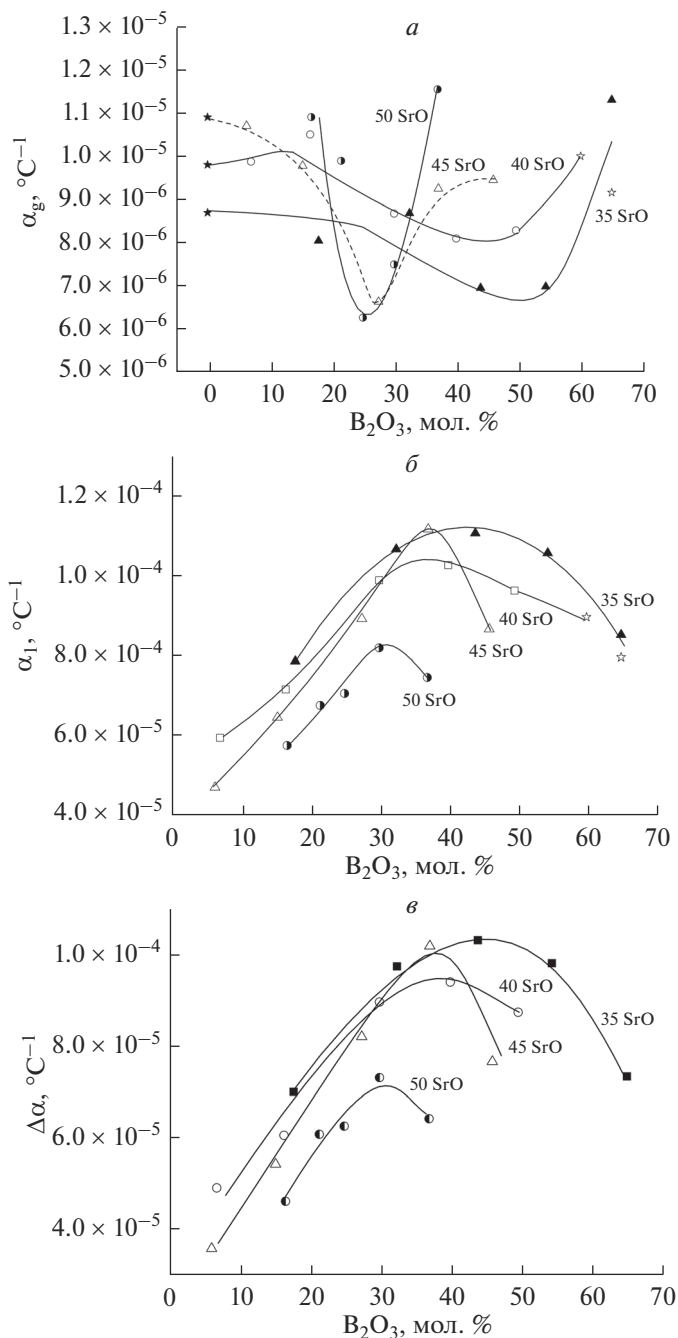 а
1.3 × 10⁻⁵
1.2 × 10⁻⁵
1.1 × 10⁻⁵
1.0 × 10⁻⁵
9.6 × 10⁻⁶
8.6 × 10⁻⁶
7.0 × 10⁻⁶
6.0 × 10⁻⁶
5.0 × 10⁻⁶
αg, °C⁻¹
50 SrO
45 SrO
40 SrO
35 SrO
0 10 20 30 40 50 60 70
B₂O₃, мол. %
б
1.2 × 10⁻⁴
1.0 × 10⁻⁴
8.0 × 10⁻⁴
6.0 × 10⁻⁵
4.0 × 10⁻⁵
α₁, °C⁻¹
35 SrO
40 SrO
45 SrO
50 SrO
0 10 20 30 40 50 60 70
B₂O₃, мол. %
в
1.0 × 10⁻⁴
8.0 × 10⁻⁵
6.0 × 10⁻⁵
4.0 × 10⁻⁵
Δα, °C⁻¹
40 SrO
35 SrO
45 SrO
50 SrO
0 10 20 30 40 50 60 70
B₂O₃, мол. %